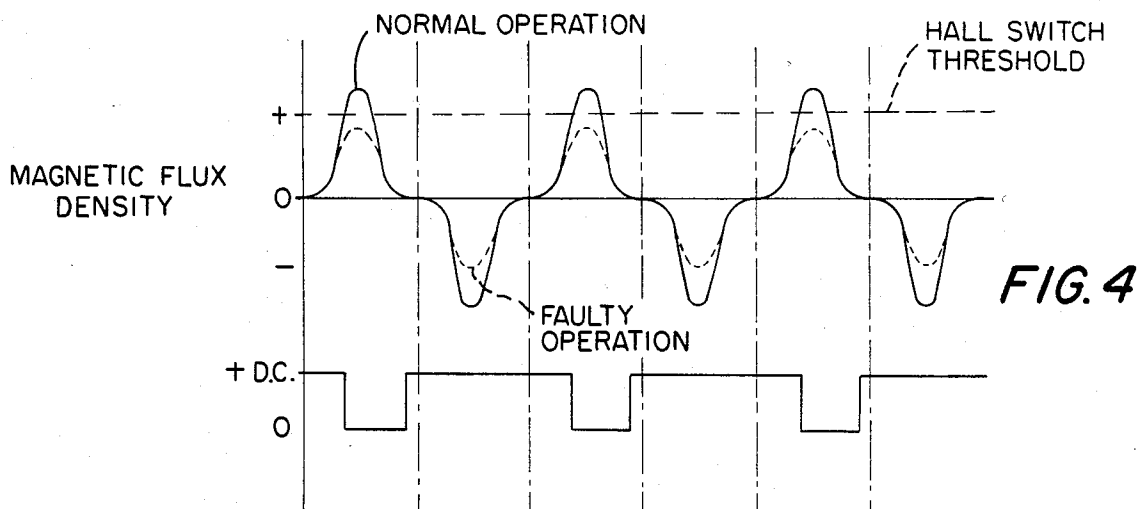 NORMAL OPERATION
HALL SWITCH
THRESHOLD
+
MAGNETIC FLUX
DENSITY
0
-
FIG. 4
FAULTY
OPERATION
+ D.C.
0